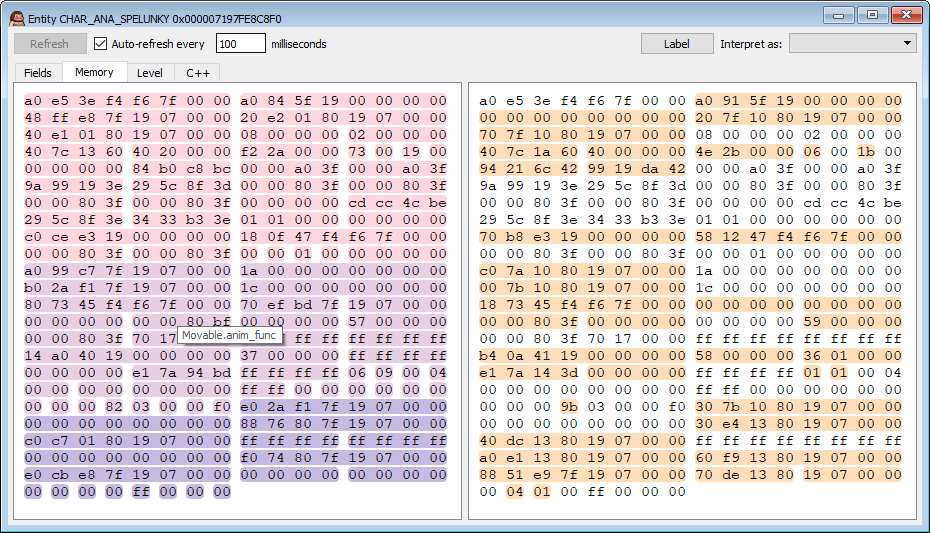 Entity CHAR_ANA_SPELUNKY 0x000007197FE8C8F0
Refresh Auto-refresh every 100 milliseconds Label Interpret as:
Fields Memory Level C++
a0 e5 3e f4 f6 7f 00 00 a0 84 5f 19 00 00 00 00
48 ff e8 7f 19 07 00 00 20 e2 01 80 19 07 00 00
40 e1 01 80 19 07 00 00 08 00 00 00 02 00 00 00
40 7c 13 60 40 20 00 00 f2 2a 00 00 73 00 19 00
00 00 00 00 84 b0 c8 bc 00 00 a0 3f 00 00 a0 3f
9a 99 19 3e 29 5c 8f 3d 00 00 80 3f 00 00 80 3f
00 00 80 3f 00 00 80 3f 00 00 00 00 cd cc 4c be
29 5c 8f 3e 34 33 b3 3e 01 01 00 00 00 00 00 00
c0 ce e3 19 00 00 00 00 18 0f 47 f4 f6 7f 00 00
00 00 80 3f 00 00 80 3f 00 00 01 00 00 00 00 00
a0 99 c7 7f 19 07 00 00 1a 00 00 00 00 00 00 00
b0 2a f1 7f 19 07 00 00 1c 00 00 00 00 00 00 00
80 73 45 f4 f6 7f 00 00 70 ef bd 7f 19 07 00 00
00 00 00 00 00 00 80 bf 00 00 00 00 57 00 00 00
00 00 80 3f 70 17 ff ff ff ff ff ff
Movable.anim_func
14 a0 40 19 00 00 00 00 37 00 00 00 ff ff ff ff
00 00 00 00 e1 7a 94 bd ff ff ff ff 06 09 00 04
00 00 00 00 00 00 00 00 ff ff 00 00 00 00 00 00
00 00 00 82 03 00 00 f0 e0 2a f1 7f 19 07 00 00
00 00 00 00 00 00 00 00 88 76 80 7f 19 07 00 00
c0 c7 01 80 19 07 00 00 ff ff ff ff ff ff ff ff
00 00 00 00 00 00 00 00 f0 74 80 7f 19 07 00 00
e0 cb e8 7f 19 07 00 00 00 00 00 00 00 00 00 00
00 00 00 00 ff 00 00 00
a0 e5 3e f4 f6 7f 00 00 a0 91 5f 19 00 00 00 00
00 00 00 00 00 00 00 00 20 7f 10 80 19 07 00 00
70 7f 10 80 19 07 00 00 08 00 00 00 02 00 00 00
40 7c 1a 60 40 00 00 00 4e 2b 00 00 06 00 1b 00
94 21 6c 42 99 19 da 42 00 00 a0 3f 00 00 a0 3f
9a 99 19 3e 29 5c 8f 3d 00 00 80 3f 00 00 80 3f
00 00 80 3f 00 00 80 3f 00 00 00 00 cd cc 4c be
29 5c 8f 3e 34 33 b3 3e 01 01 00 00 00 00 00 00
70 b8 e3 19 00 00 00 00 58 12 47 f4 f6 7f 00 00
00 00 80 3f 00 00 80 3f 00 00 01 00 00 00 00 00
c0 7a 10 80 19 07 00 00 1a 00 00 00 00 00 00 00
00 7b 10 80 19 07 00 00 1c 00 00 00 00 00 00 00
18 73 45 f4 f6 7f 00 00 00 00 00 00 00 00 00 00
00 00 80 3f 00 00 00 00 00 00 00 00 59 00 00 00
00 00 80 3f 70 17 00 00 ff ff ff ff ff ff ff ff
b4 0a 41 19 00 00 00 00 58 00 00 00 36 01 00 00
e1 7a 14 3d 00 00 00 00 ff ff ff ff 01 01 00 04
00 00 00 00 00 00 00 00 ff ff 00 00 00 00 00 00
00 00 00 9b 03 00 00 f0 30 7b 10 80 19 07 00 00
00 00 00 00 00 00 00 00 30 e4 13 80 19 07 00 00
40 dc 13 80 19 07 00 00 ff ff ff ff ff ff ff ff
a0 e1 13 80 19 07 00 00 60 f9 13 80 19 07 00 00
88 51 e9 7f 19 07 00 00 70 de 13 80 19 07 00 00
00 04 01 00 ff 00 00 00